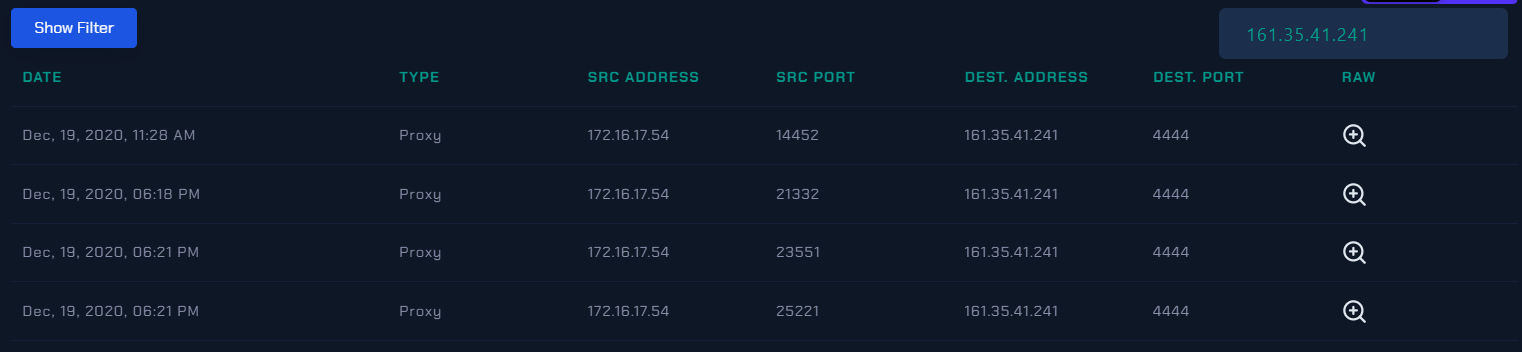 Show Filter
161.35.41.241
DATE TYPE SRC ADDRESS SRC PORT DEST. ADDRESS DEST. PORT RAW
Dec, 19, 2020, 11:28 AM Proxy 172.16.17.54 14452 161.35.41.241 4444
Dec, 19, 2020, 06:18 PM Proxy 172.16.17.54 21332 161.35.41.241 4444
Dec, 19, 2020, 06:21 PM Proxy 172.16.17.54 23551 161.35.41.241 4444
Dec, 19, 2020, 06:21 PM Proxy 172.16.17.54 25221 161.35.41.241 4444